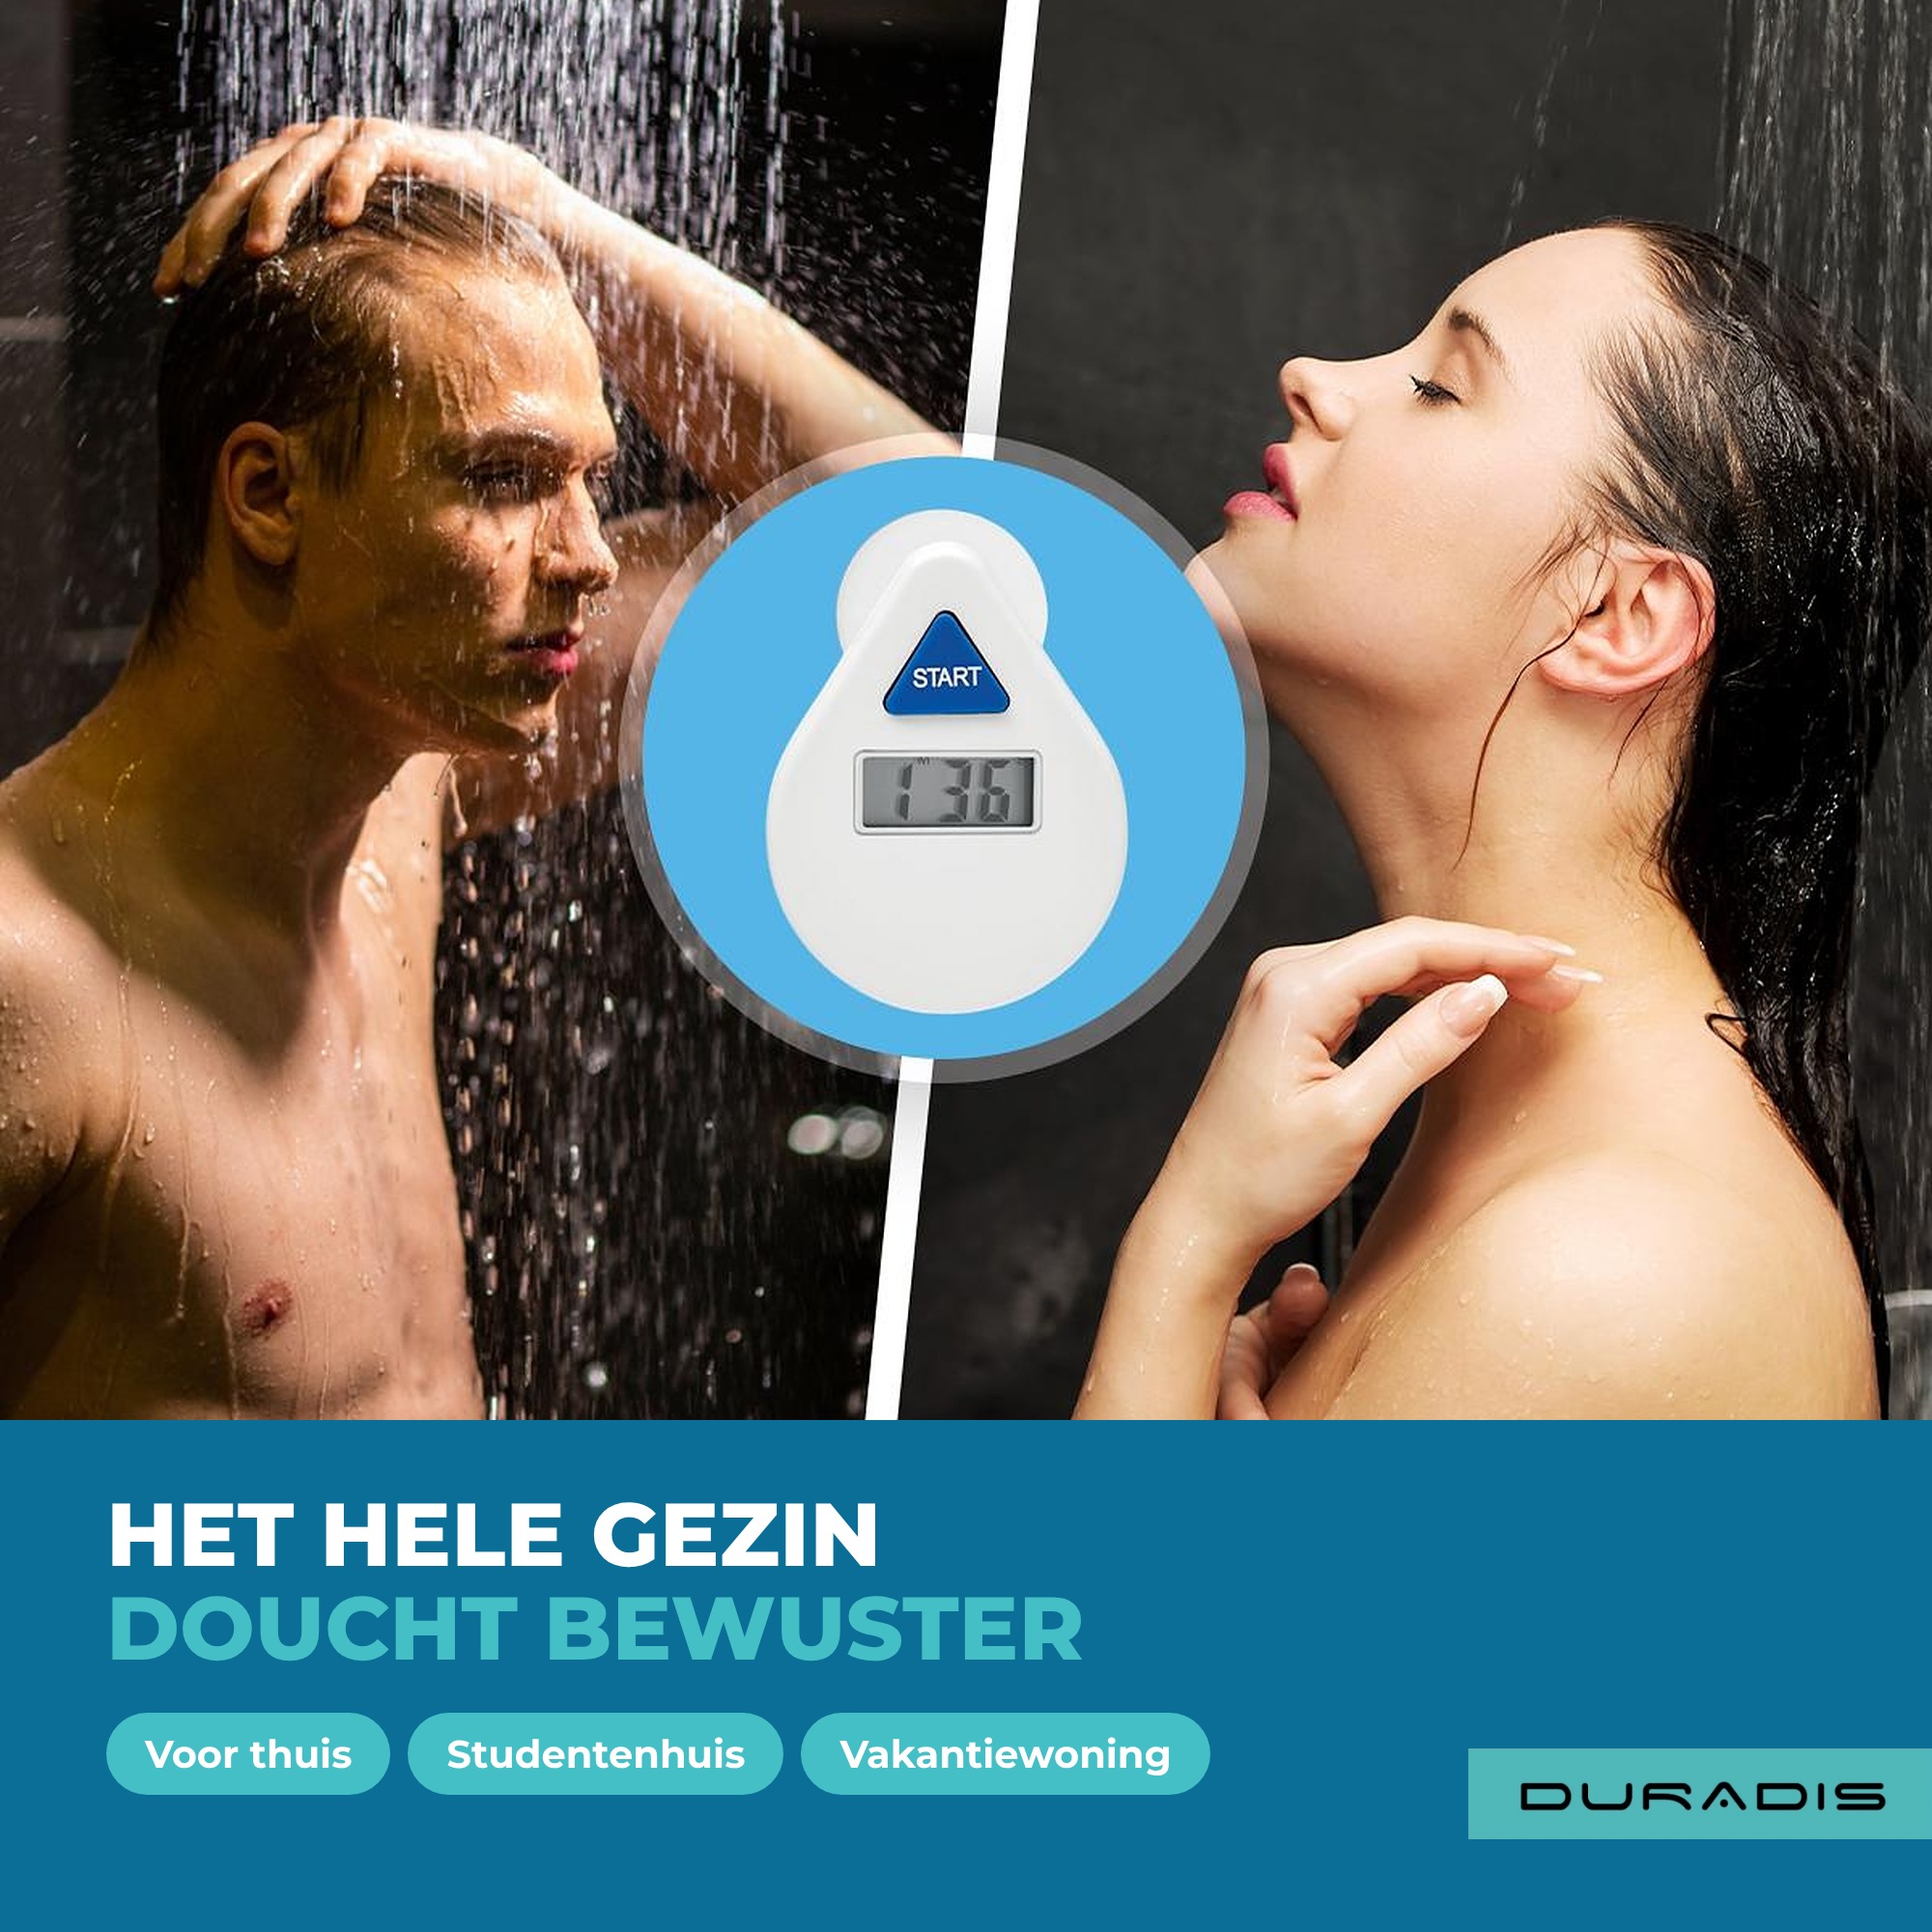 START
M
1 36
HET HELE GEZIN
DOUCHT BEWUSTER
Voor thuis
Studentenhuis
Vakantiewoning
DURADIS